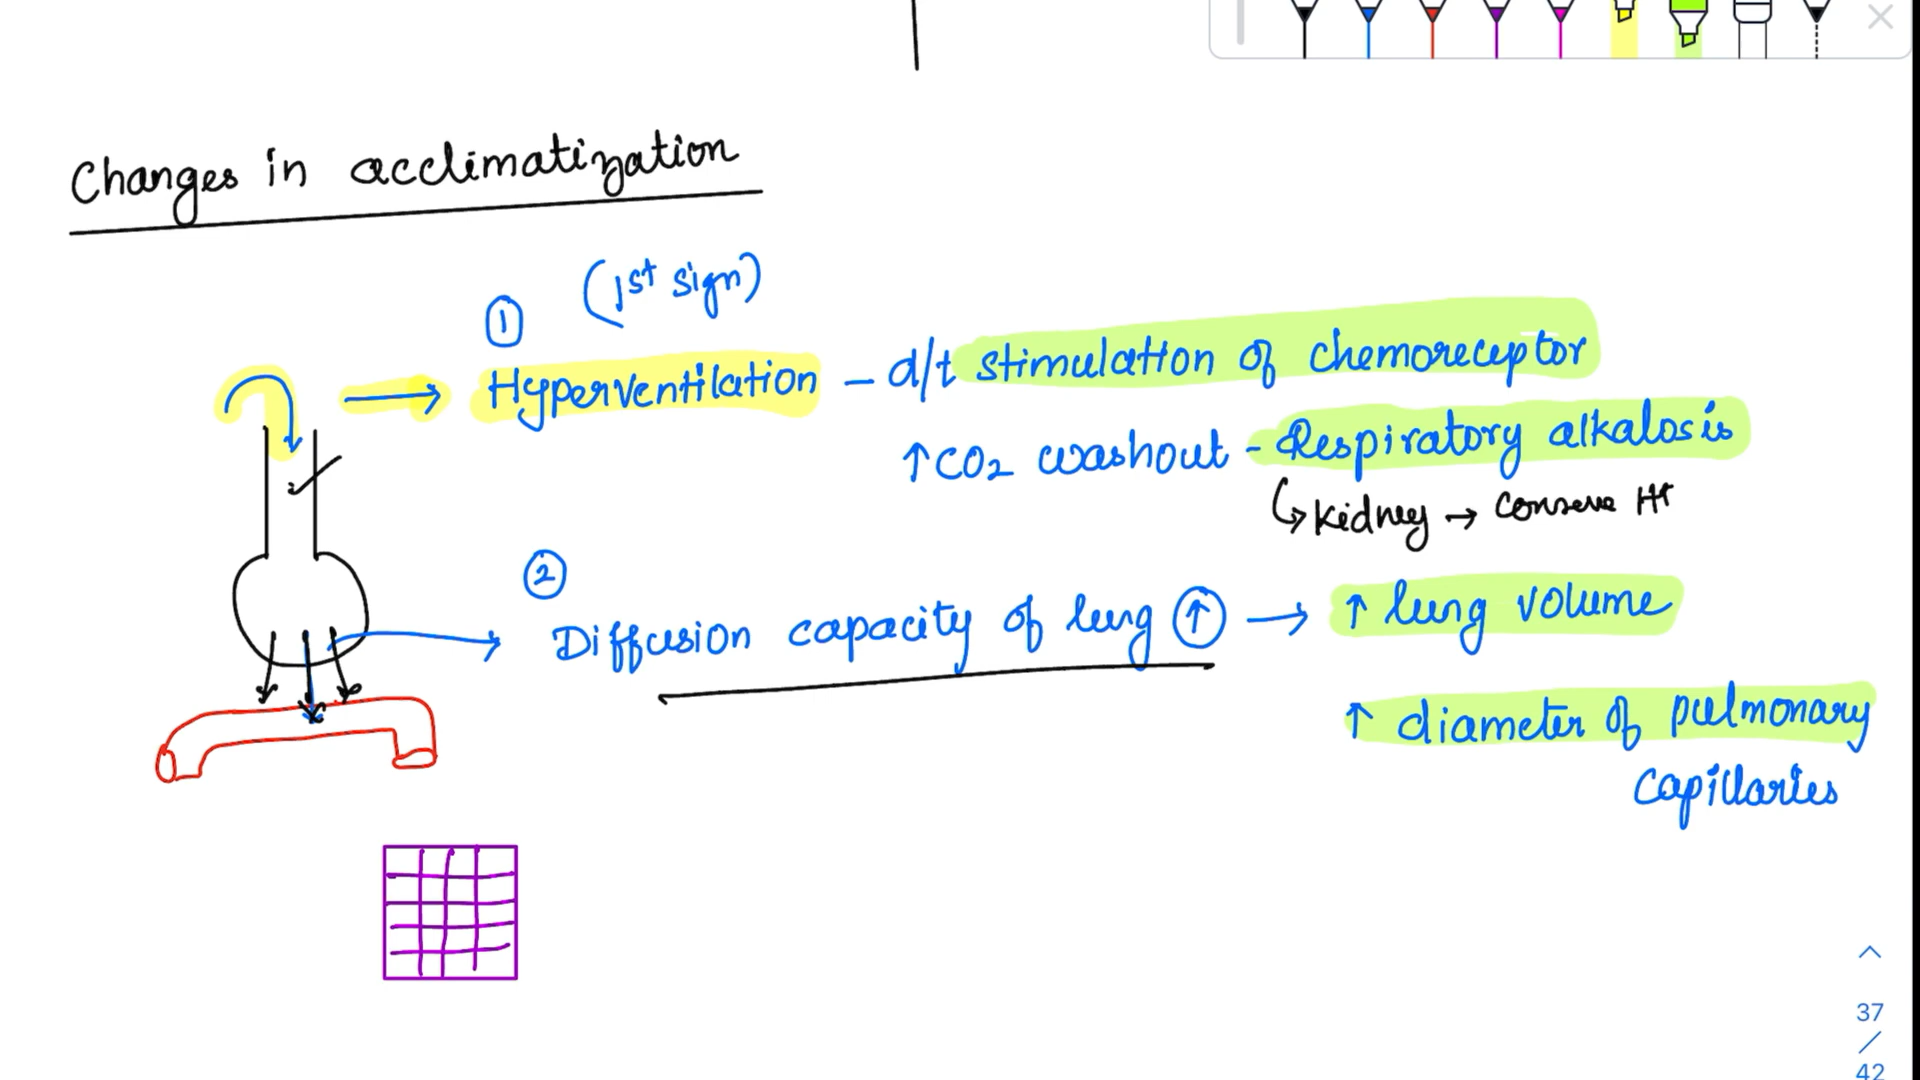 Changes in acclimatization
① (1st sign)
→ Hyperventilation – d/t stimulation of chemoreceptor
↑CO2 washout - Respiratory alkalosis
↳ Kidney → Conserve H+
②
Diffusion capacity of lung ↑ → ↑ lung volume
↑ diameter of pulmonary
Capillaries
37
/
42